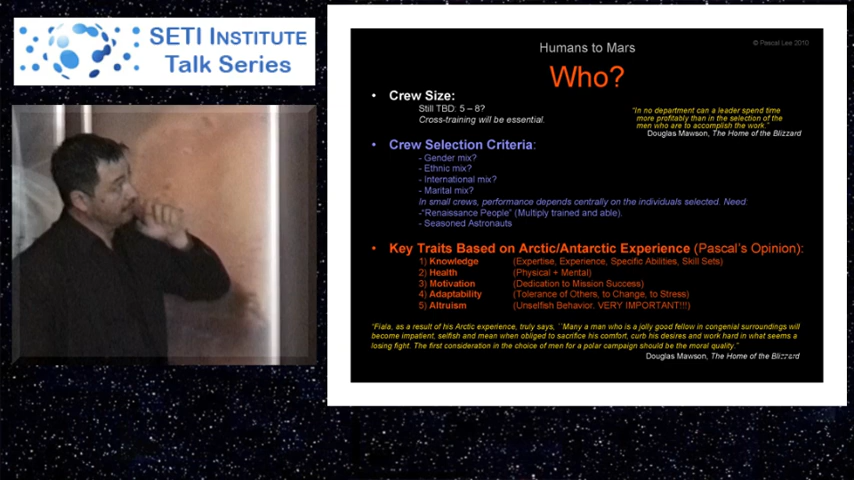 SETI INSTITUTE
Talk Series
Humans to Mars
© Pascal Lee 2010
Who?
• Crew Size:
Still TBD: 5 – 8?
Cross-training will be essential.
"In no department can a leader spend time
more profitably than in the selection of the
men who are to accomplish the work."
Douglas Mawson, The Home of the Blizzard
• Crew Selection Criteria:
- Gender mix?
- Ethnic mix?
- International mix?
- Marital mix?
In small crews, performance depends centrally on the individuals selected. Need:
-"Renaissance People" (Multiply trained and able).
- Seasoned Astronauts
• Key Traits Based on Arctic/Antarctic Experience (Pascal's Opinion):
1) Knowledge (Expertise, Experience, Specific Abilities, Skill Sets)
2) Health (Physical + Mental)
3) Motivation (Dedication to Mission Success)
4) Adaptability (Tolerance of Others, to Change, to Stress)
5) Altruism (Unselfish Behavior. VERY IMPORTANT!!!)
"Fiala, as a result of his Arctic experience, truly says, ``Many a man who is a jolly good fellow in congenial surroundings will
become impatient, selfish and mean when obliged to sacrifice his comfort, curb his desires and work hard in what seems a
losing fight. The first consideration in the choice of men for a polar campaign should be the moral quality."
Douglas Mawson, The Home of the Blizzard